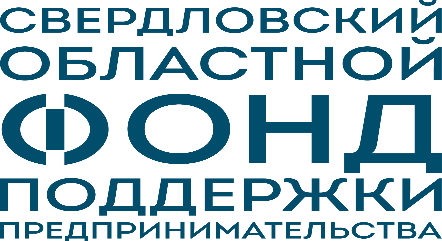 СВЕРДЛОВСКИЙ
ОБЛАСТНОЙ
ФОНД
ПОДДЕРЖКИ
ПРЕДПРИНИМАТЕЛЬСТВА